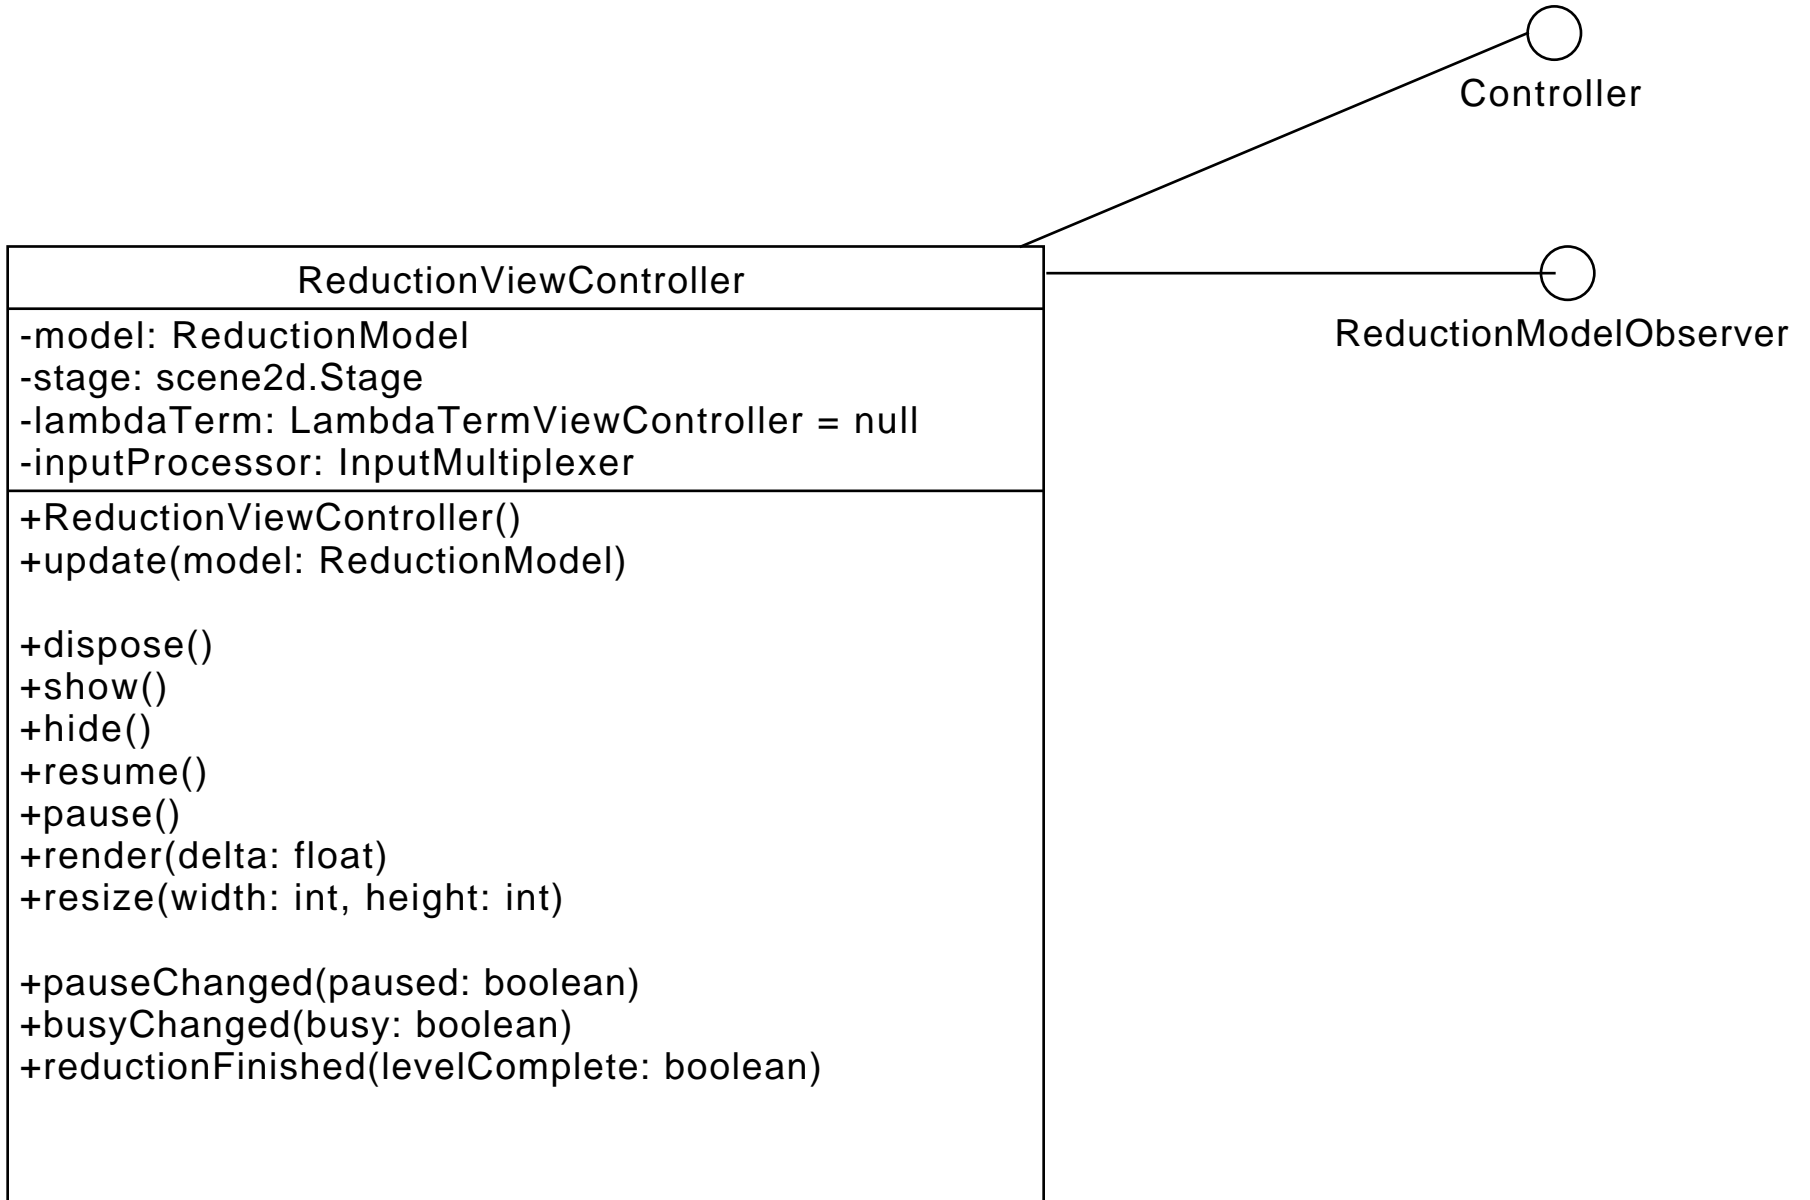 Controller
ReductionViewController
ReductionModelObserver
-model: ReductionModel
-stage: scene2d.Stage
-lambdaTerm: LambdaTermViewController = null
-inputProcessor: InputMultiplexer
+ReductionViewController()
+update(model: ReductionModel)
+dispose()
+show()
+hide()
+resume()
+pause()
+render(delta: float)
+resize(width: int, height: int)
+pauseChanged(paused: boolean)
+busyChanged(busy: boolean)
+reductionFinished(levelComplete: boolean)